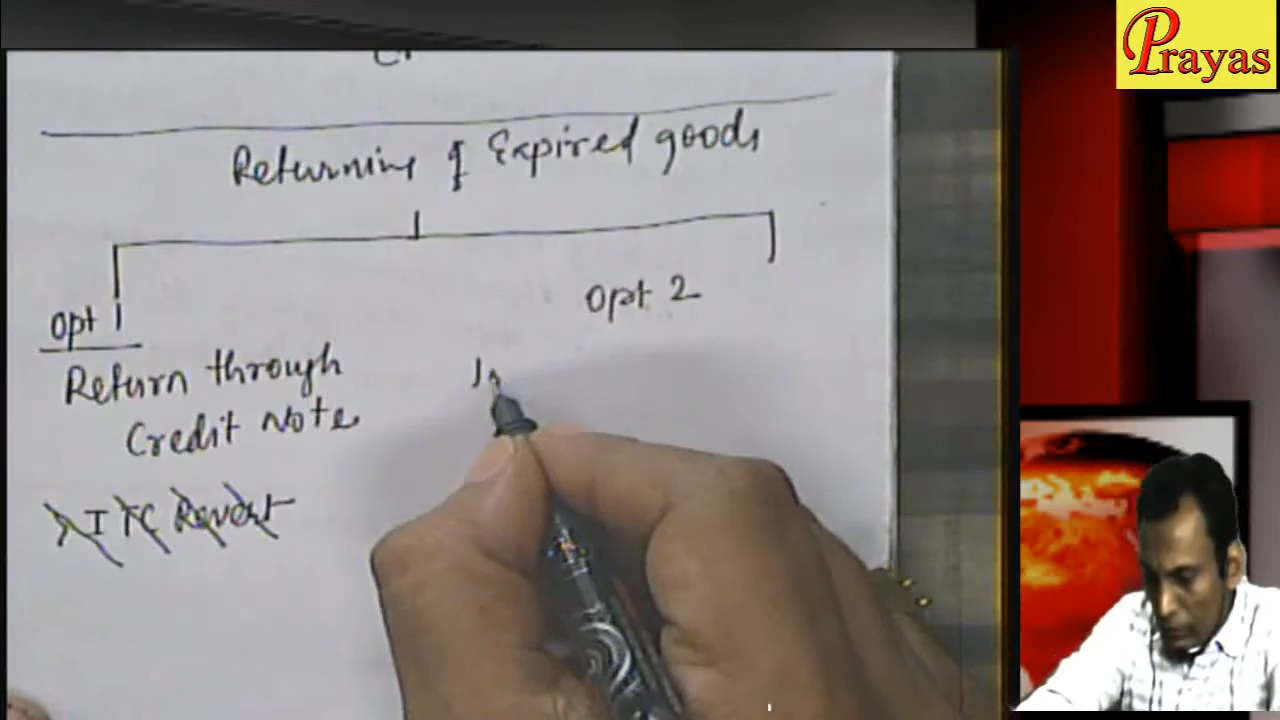 Prayas
Returning of Expired goods
Opt 1
Opt 2
Return through
Credit Note
ITC Revert